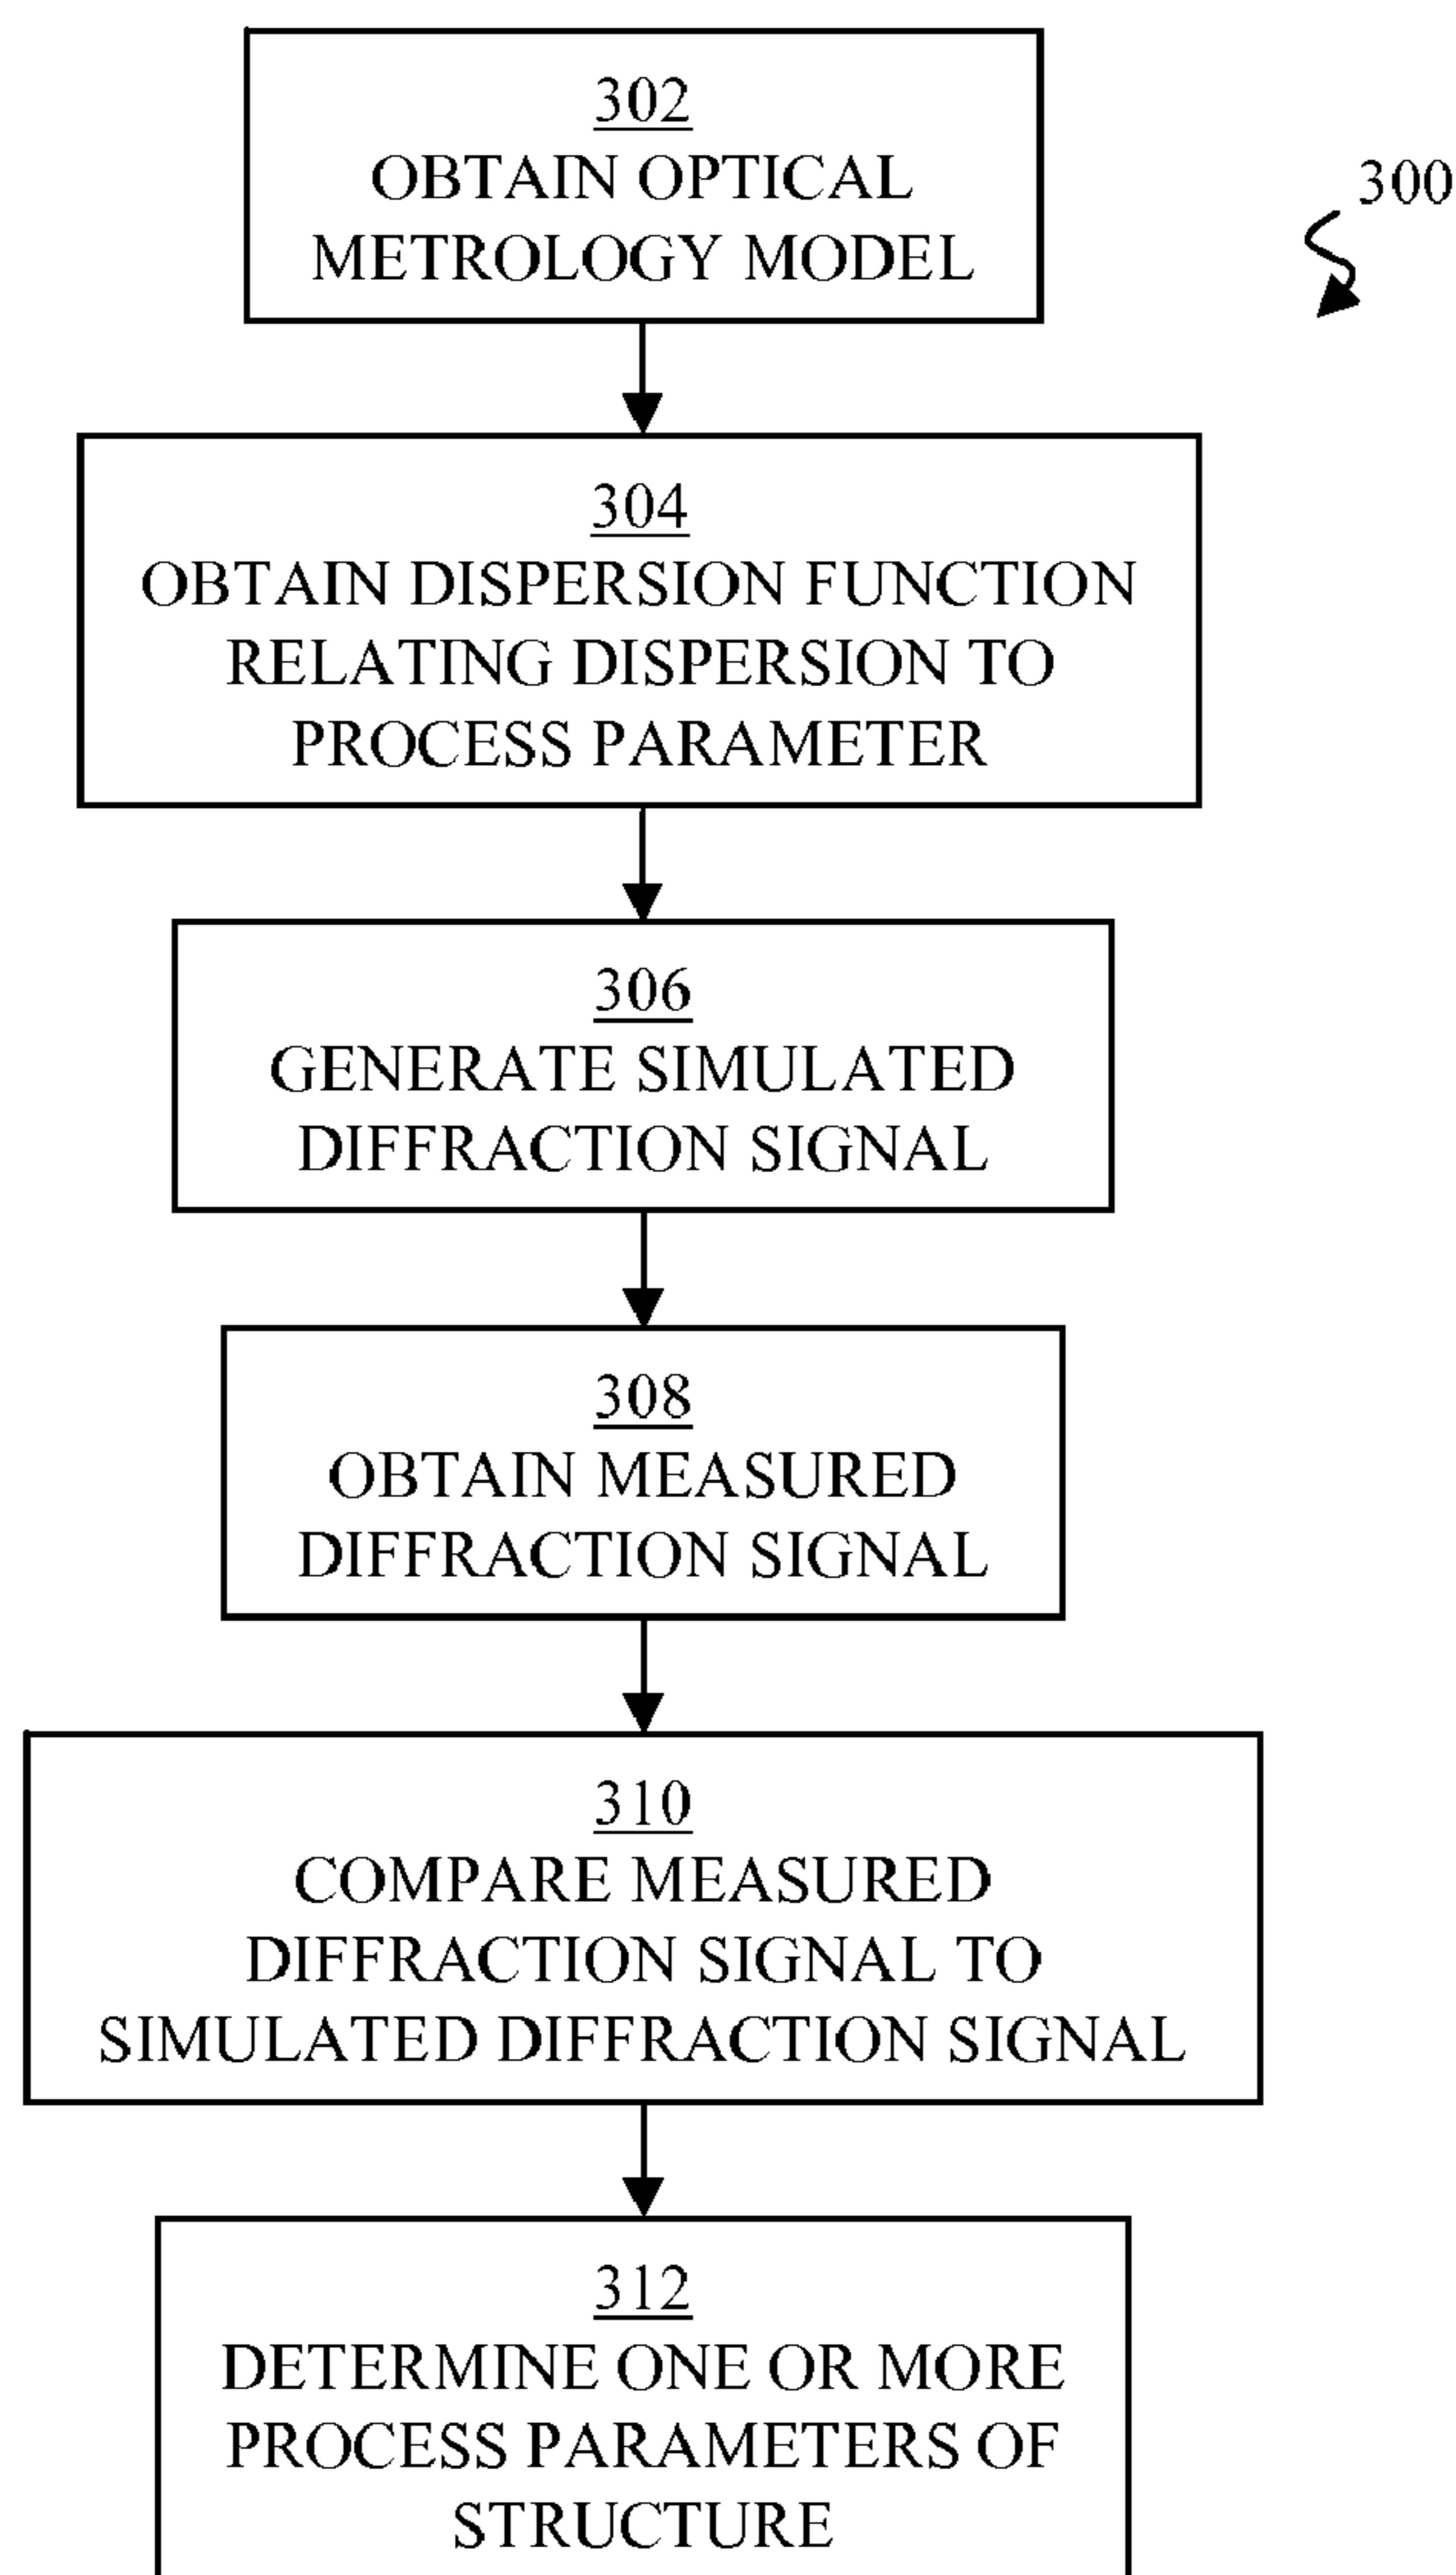 302
OBTAIN OPTICAL
METROLOGY MODEL
300
304
OBTAIN DISPERSION FUNCTION
RELATING DISPERSION TO
PROCESS PARAMETER
306
GENERATE SIMULATED
DIFFRACTION SIGNAL
308
OBTAIN MEASURED
DIFFRACTION SIGNAL
310
COMPARE MEASURED
DIFFRACTION SIGNAL TO
SIMULATED DIFFRACTION SIGNAL
312
DETERMINE ONE OR MORE
PROCESS PARAMETERS OF
STRUCTURE